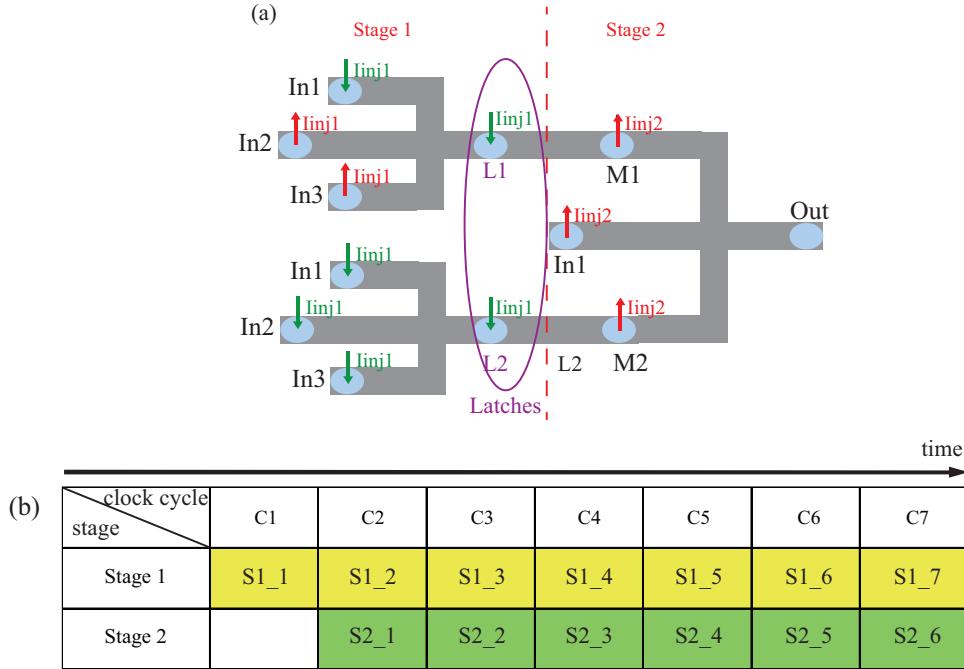 (a)
Stage 1
Stage 2
In1
Iinj1
In2
Iinj1
Iinj1
L1
Iinj2
M1
In3
Iinj1
Iinj2
In1
Out
In1
Iinj1
In2
Iinj1
Iinj1
L2
L2
Iinj2
M2
In3
Iinj1
Latches
time
(b)
clock cycle
stage
C1 C2 C3 C4 C5 C6 C7
Stage 1 S1_1 S1_2 S1_3 S1_4 S1_5 S1_6 S1_7
Stage 2 S2_1 S2_2 S2_3 S2_4 S2_5 S2_6